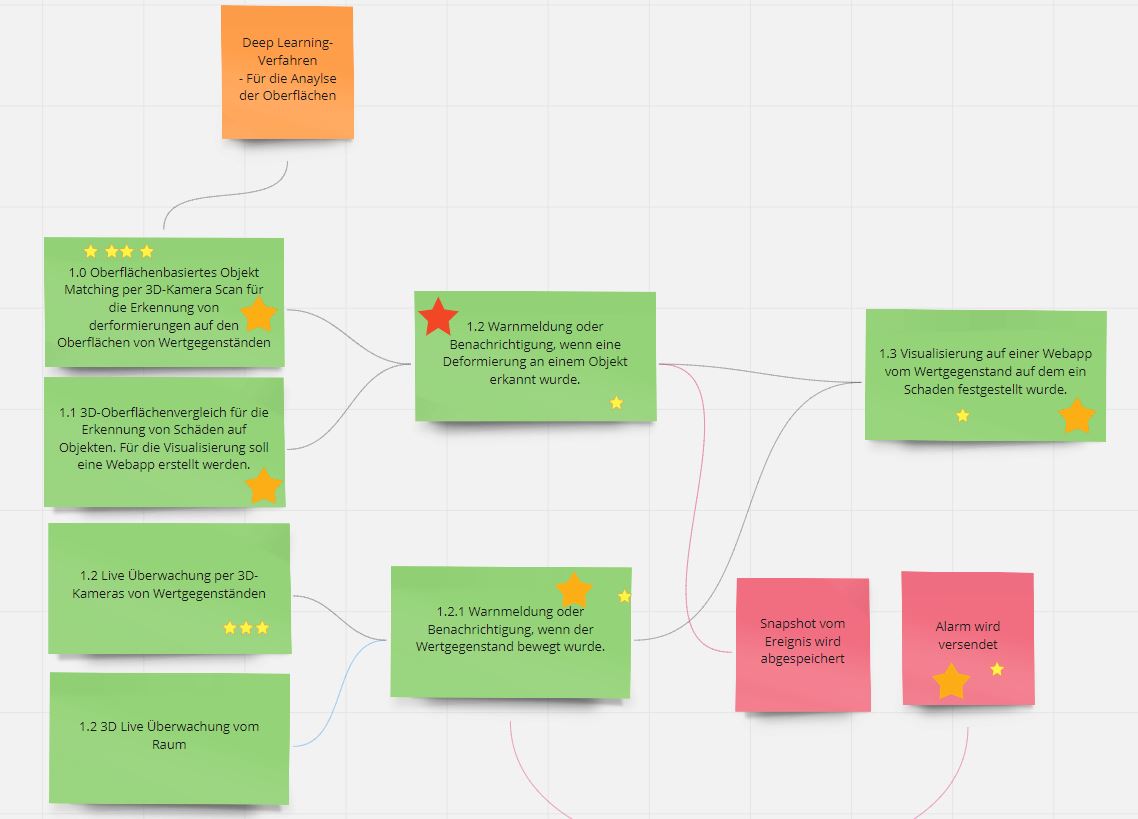 Deep Learning-
Verfahren
- Für die Anaylse
der Oberflächen
1.0 Oberflächenbasiertes Objekt
Matching per 3D-Kamera Scan für
die Erkennung von
derformierungen auf den
Oberflächen von Wertgegenständen
1.1 3D-Oberflächenvergleich für die
Erkennung von Schäden auf
Objekten. Für die Visualisierung soll
eine Webapp erstellt werden.
1.2 Live Überwachung per 3D-
Kameras von Wertgegenständen
1.2 3D Live Überwachung vom
Raum
1.2 Warnmeldung oder
Benachrichtigung, wenn eine
Deformierung an einem Objekt
erkannt wurde.
1.2.1 Warnmeldung oder
Benachrichtigung, wenn der
Wertgegenstand bewegt wurde.
1.3 Visualisierung auf einer Webapp
vom Wertgegenstand auf dem ein
Schaden festgestellt wurde.
Snapshot vom
Ereignis wird
abgespeichert
Alarm wird
versendet